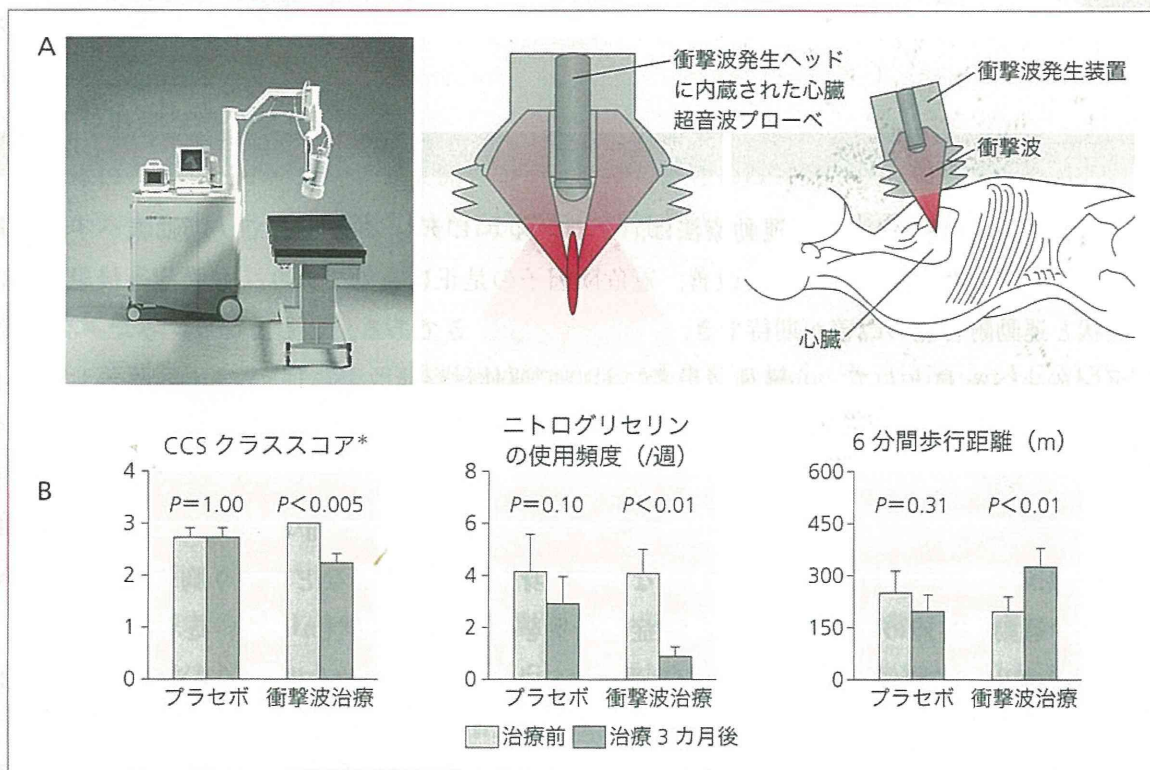 A
衝撃波発生ヘッド
に内蔵された心臓
超音波プローベ
衝撃波発生装置
衝撃波
心臓
B
CCS クラススコア*
4
3
2
1
0
P=1.00
P<0.005
プラセボ
衝撃波治療
ニトログリセリン
の使用頻度（/週）
8
6
4
2
0
P=0.10
P<0.01
プラセボ
衝撃波治療
6 分間歩行距離（m）
600
450
300
150
0
P=0.31
P<0.01
プラセボ
衝撃波治療
治療前
治療 3 カ月後